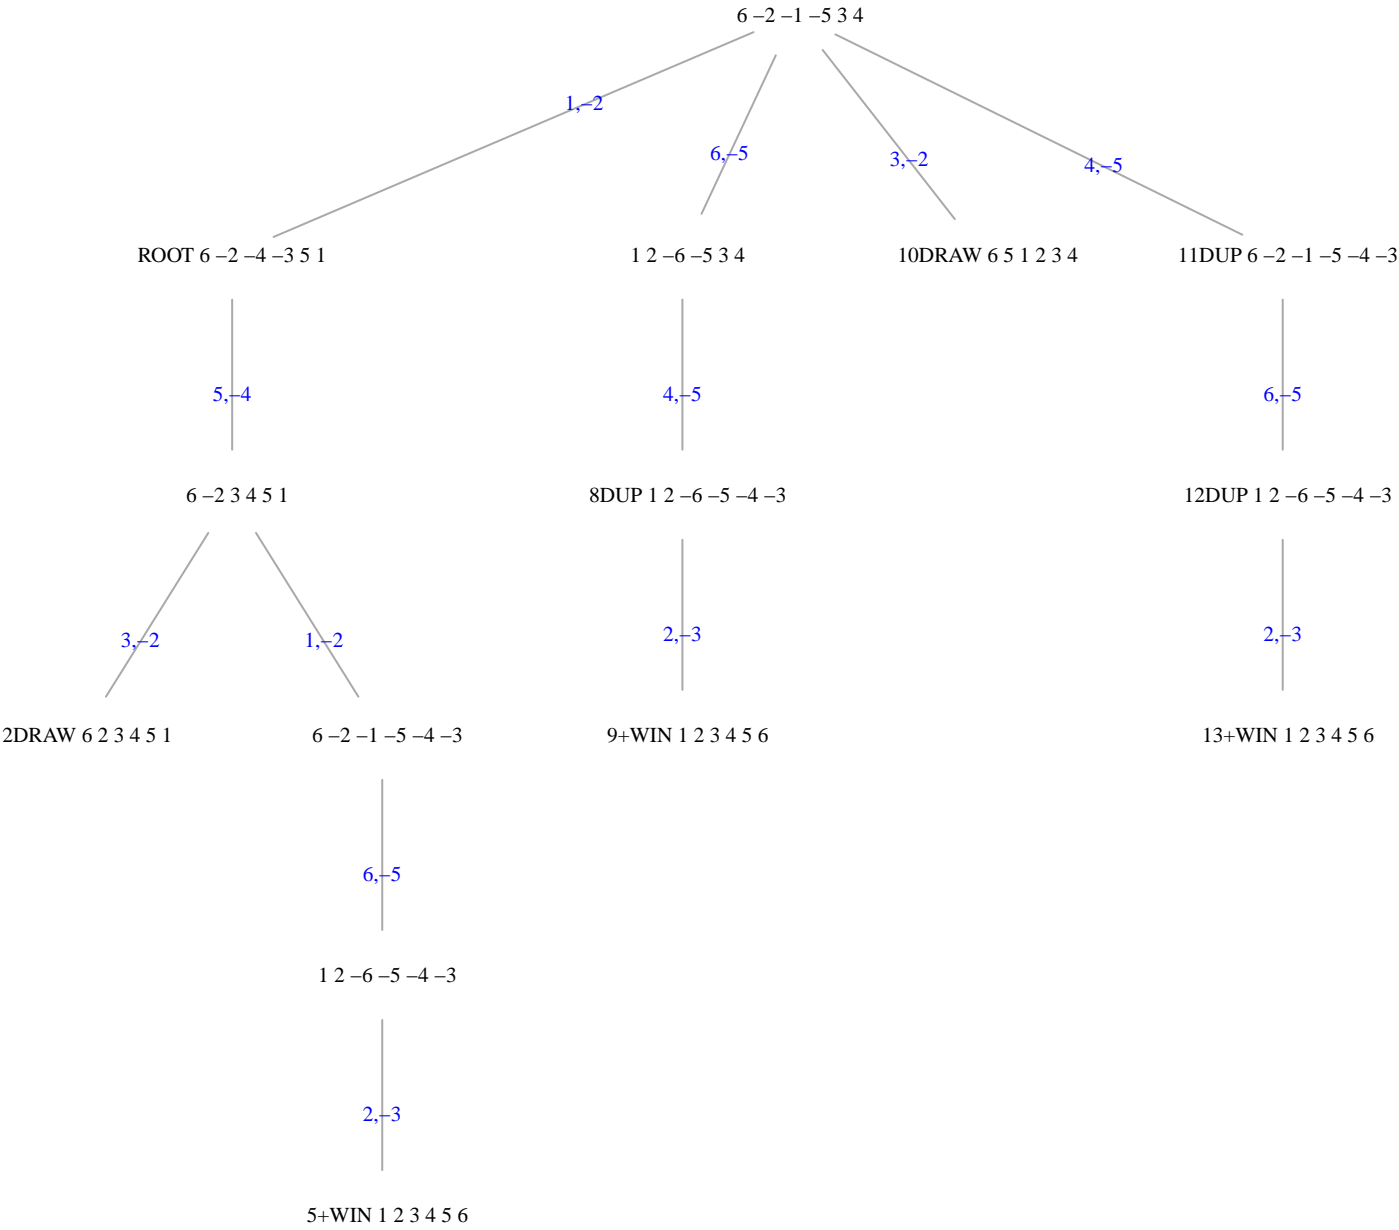 6 –2 –1 –5 3 4
1,–2
6,–5
3,–2
4,–5
ROOT 6 –2 –4 –3 5 1
1 2 –6 –5 3 4
10DRAW 6 5 1 2 3 4
11DUP 6 –2 –1 –5 –4 –3
5,–4
4,–5
6,–5
6 –2 3 4 5 1
8DUP 1 2 –6 –5 –4 –3
12DUP 1 2 –6 –5 –4 –3
3,–2
1,–2
2,–3
2,–3
2DRAW 6 2 3 4 5 1
6 –2 –1 –5 –4 –3
9+WIN 1 2 3 4 5 6
13+WIN 1 2 3 4 5 6
6,–5
1 2 –6 –5 –4 –3
2,–3
5+WIN 1 2 3 4 5 6